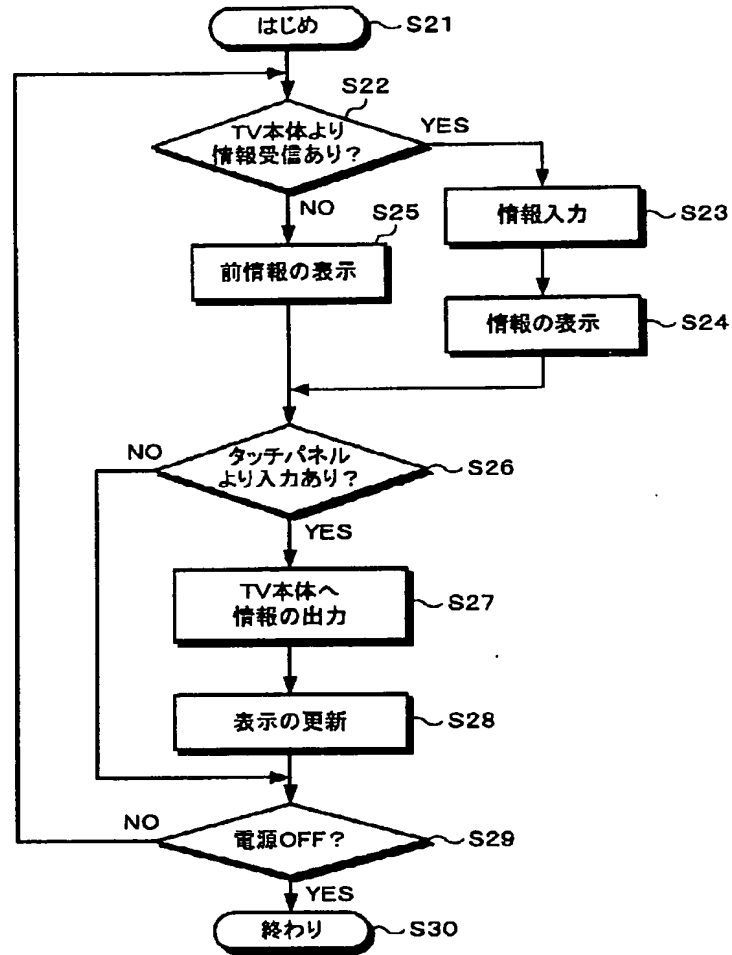 はじめ
S21
S22
TV本体より
情報受信あり?
YES
NO
情報入力
S23
S25
前情報の表示
情報の表示
S24
NO
タッチパネル
より入力あり?
S26
YES
TV本体へ
情報の出力
S27
表示の更新
S28
NO
電源OFF?
S29
YES
終わり
S30